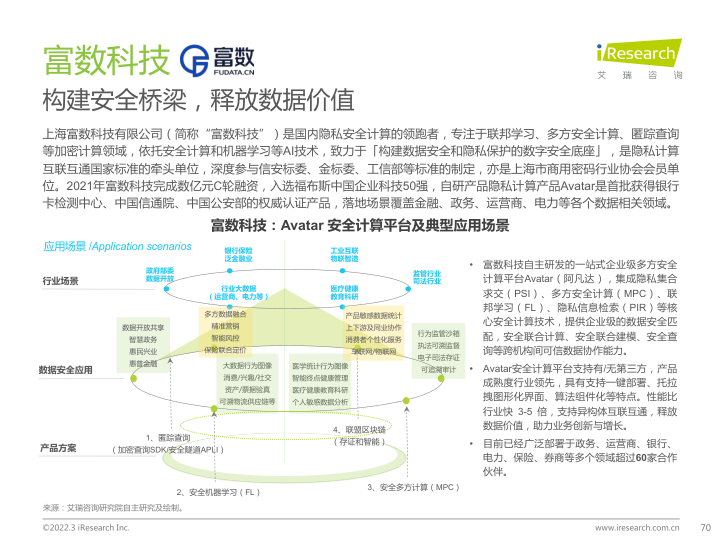 富数科技
富数
FUDATA.CN
iResearch
艾 瑞 咨 询
构建安全桥梁，释放数据价值
上海富数科技有限公司（简称“富数科技”）是国内隐私安全计算的领跑者，专注于联邦学习、多方安全计算、匿踪查询
等加密计算领域，依托安全计算和机器学习等AI技术，致力于「构建数据安全和隐私保护的数字安全底座」，是隐私计算
互联互通国家标准的牵头单位，深度参与信安标委、金标委、工信部等标准的制定，亦是上海市商用密码行业协会会员单
位。2021年富数科技完成数亿元C轮融资，入选福布斯中国企业科技50强，自研产品隐私计算产品Avatar是首批获得银行
卡检测中心、中国信通院、中国公安部的权威认证产品，落地场景覆盖金融、政务、运营商、电力等各个数据相关领域。
富数科技：Avatar 安全计算平台及典型应用场景
应用场景 /Application scenarios
银行保险
泛金融业
工业互联
物联智造
政府部委
数据开放
监管行业
司法行业
行业场景
行业大数据
（运营商、电力等）
医疗健康
教育科研
多方数据融合
精准营销
智能风控
保险联合定价
产品敏感数据统计
上下游及同业协作
消费者个性化服务
车联网/物联网
数据开放共享
智慧政务
惠民兴业
惠普金融
行为监管沙箱
执法可溯监督
电子司法存证
可追溯审计
数据安全应用
大数据行为图像
消费/兴趣/社交
资产/票据验真
可溯物流供应链等
医学统计行为图像
智能终点健康管理
医疗健康教育科研
个人敏感数据分析
1、匿踪查询
（加密查询SDK/安全隧道APLI）
4、联盟区块链
（存证和智能）
产品方案
2、安全机器学习（FL）
3、安全多方计算（MPC）
• 富数科技自主研发的一站式企业级多方安全
计算平台Avatar（阿凡达），集成隐私集合
求交（PSI）、多方安全计算（MPC）、联
邦学习（FL）、隐私信息检索（PIR）等核
心安全计算技术，提供企业级的数据安全匹
配，安全联合计算、安全联合建模、安全查
询等跨机构间可信数据协作能力。
• Avatar安全计算平台支持有/无第三方，产品
成熟度行业领先，具有支持一键部署、托拉
拽图形化界面、算法组件化等特点。性能比
行业快 3-5 倍，支持异构体互联互通，释放
数据价值，助力业务创新与增长。
• 目前已经广泛部署于政务、运营商、银行、
电力、保险、券商等多个领域超过60家合作
伙伴。
来源：艾瑞咨询研究院自主研究及绘制。
©2022.3 iResearch Inc.
www.iresearch.com.cn
70